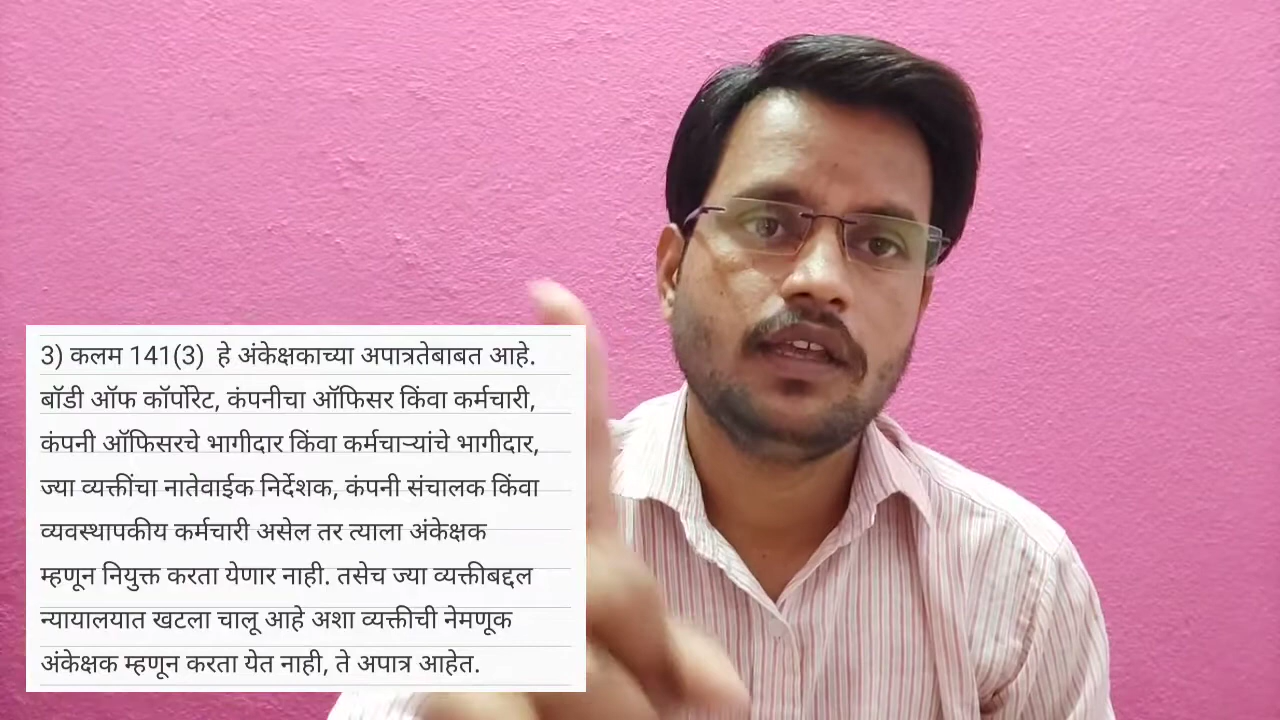 3) कलम 141(3) हे अंकेक्षकाच्या अपात्रतेबाबत आहे.
बॉडी ऑफ कॉर्पोरेट, कंपनीचा ऑफिसर किंवा कर्मचारी,
कंपनी ऑफिसरचे भागीदार किंवा कर्मचाऱ्यांचे भागीदार,
ज्या व्यक्तींचा नातेवाईक निर्देशक, कंपनी संचालक किंवा
व्यवस्थापकीय कर्मचारी असेल तर त्याला अंकेक्षक
म्हणून नियुक्त करता येणार नाही. तसेच ज्या व्यक्तीबद्दल
न्यायालयात खटला चालू आहे अशा व्यक्तीची नेमणूक
अंकेक्षक म्हणून करता येत नाही, ते अपात्र आहेत.